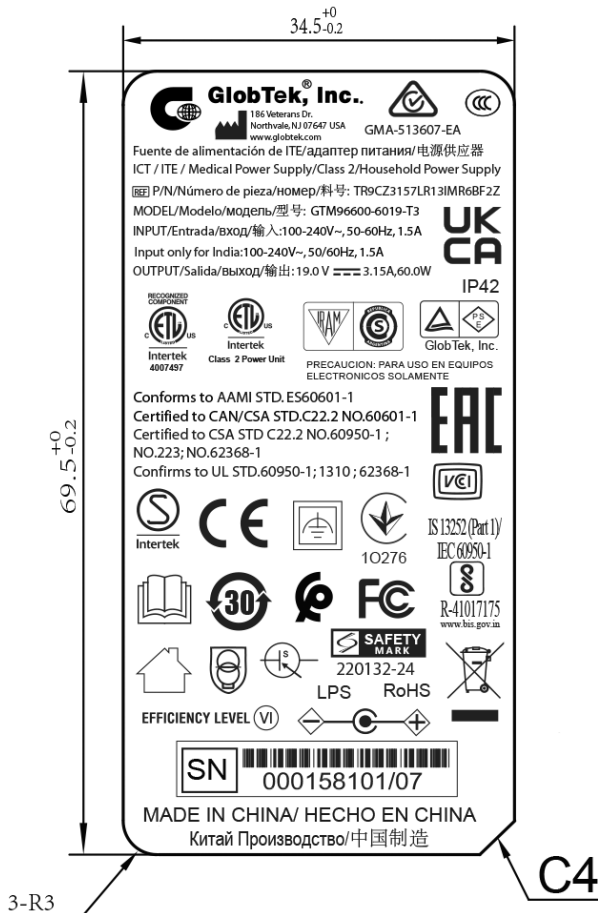 34.5 +0 -0.2
GlobTek, Inc.
®
186 Veterans Dr.
Northvale, NJ 07647 USA
www.globtek.com
GMA-513607-EA
CCC
Fuente de alimentación de ITE/адаптер питания/电源供应器
ICT / ITE / Medical Power Supply/Class 2/Household Power Supply
REF P/N/Número de pieza/номер/料号: TR9CZ3157LR13IMR6BF2Z
MODEL/Modelo/модель/型号: GTM96600-6019-T3
INPUT/Entrada/вход/输入:100-240V~, 50-60Hz, 1.5A
Input only for India:100-240V~, 50/60Hz, 1.5A
OUTPUT/Salida/выход/输出: 19.0 V 3.15A,60.0W
UK
CA
IP42
RECOGNIZED
COMPONENT
C ETL US
Intertek
4007497
C ETL US
Intertek
Class 2 Power Unit
IRAM
S
PS
E
GlobTek, Inc.
PRECAUCION: PARA USO EN EQUIPOS
ELECTRONICOS SOLAMENTE
Conforms to AAMI STD. ES60601-1
Certified to CAN/CSA STD.C22.2 NO.60601-1
Certified to CSA STD C22.2 NO.60950-1 ;
NO.223; NO.62368-1
Confirms to UL STD.60950-1; 1310 ; 62368-1
EAC
VCI
69.5 +0 -0.2
S
Intertek
CE
10276
IS 13252 (Part 1)/
IEC 60950-1
R-41017175
www.bis.gov.in
30
FC
S
SAFETY
MARK
220132-24
LPS RoHS
EFFICIENCY LEVEL VI
SN
000158101/07
MADE IN CHINA/ HECHO EN CHINA
Китай Производство/中国制造
3-R3
C4